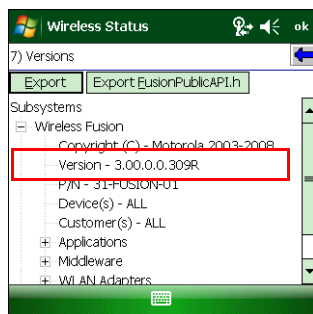 Wireless Status ok
7) Versions
Export Export FusionPublicAPI.h
Subsystems
Wireless Fusion
Copyright (C) - Motorola 2003-2008
Version - 3.00.0.0.309R
P/N - 31-FUSION-01
Device(s) - ALL
Customer(s) - ALL
Applications
Middleware
WLAN Adapters